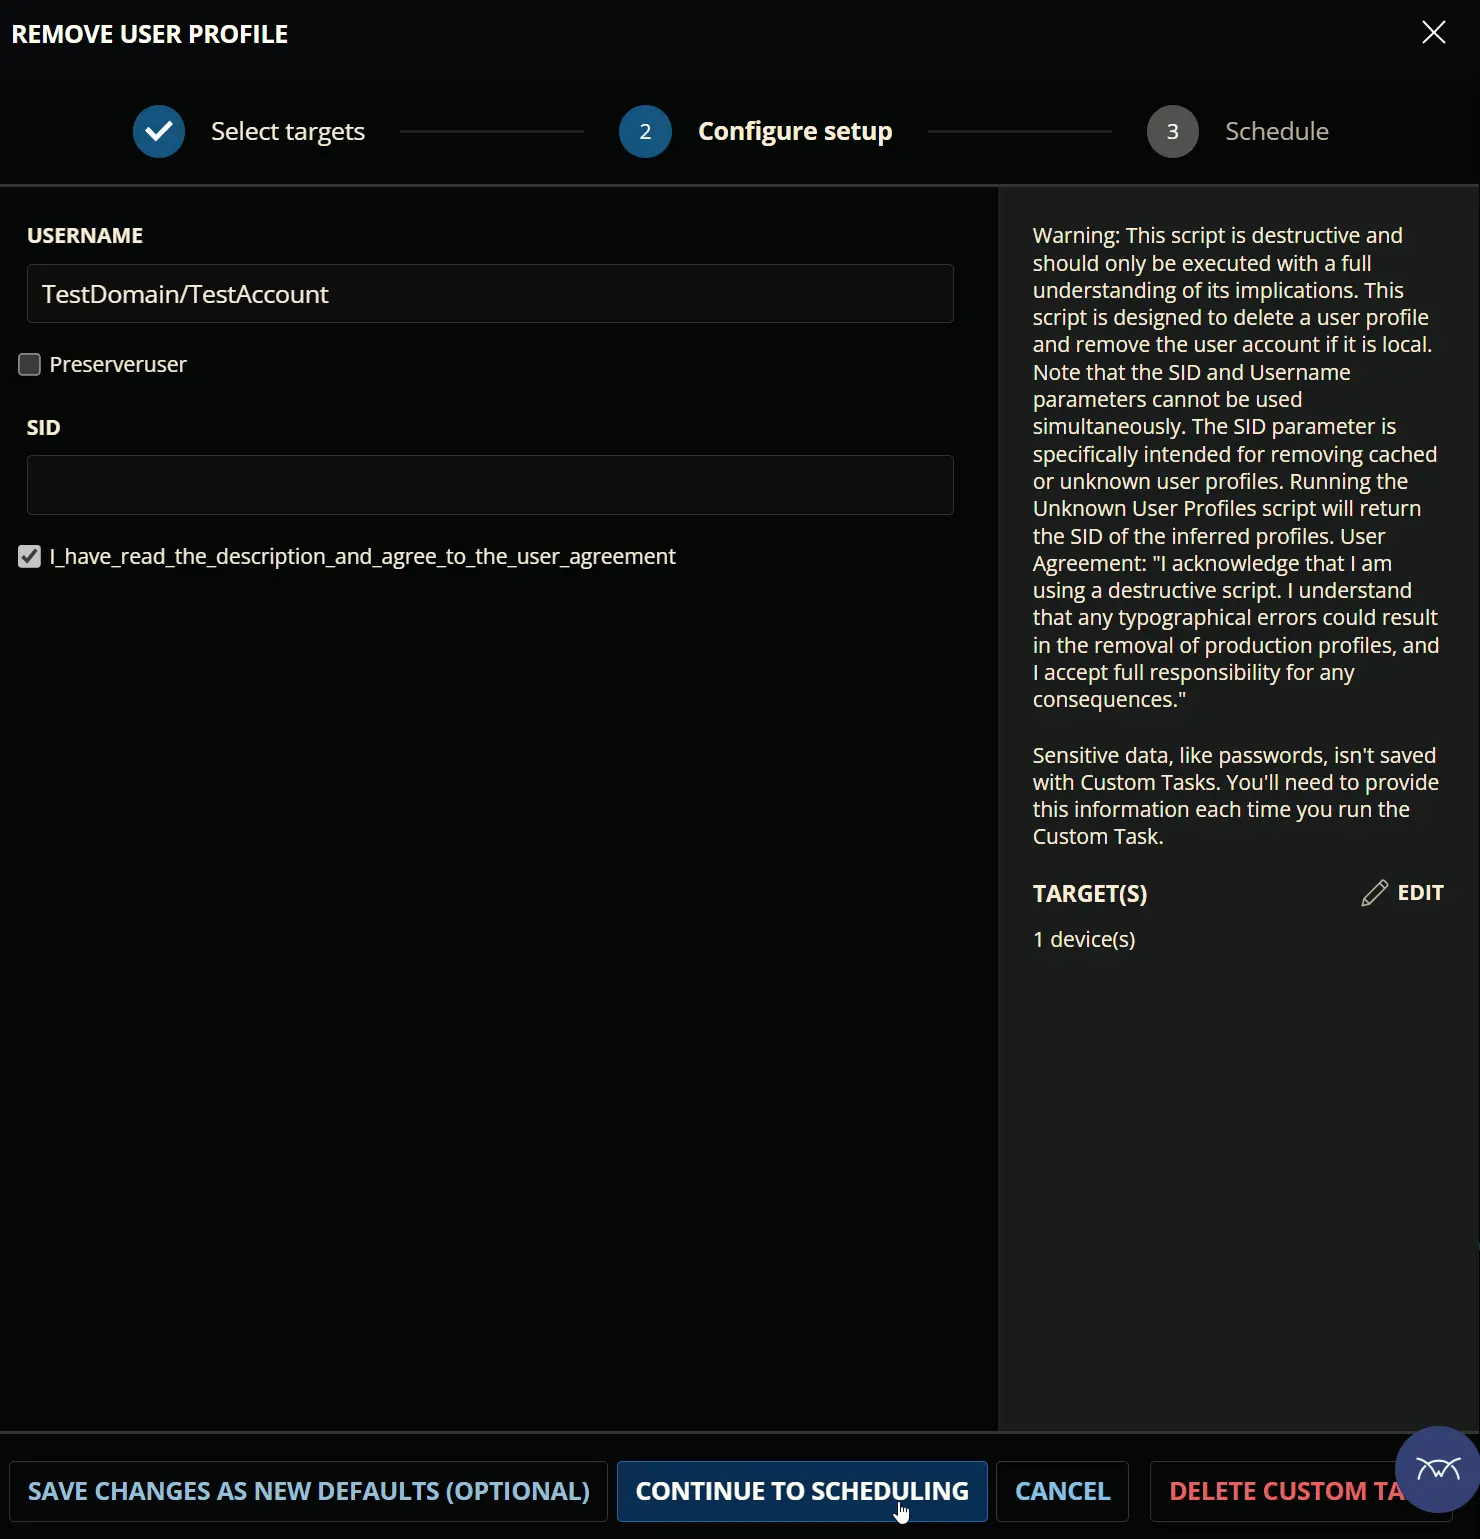 REMOVE USER PROFILE
Select targets
2
Configure setup
3
Schedule
USERNAME
TestDomain/TestAccount
Preserveruser
SID
I_have_read_the_description_and_agree_to_the_user_agreement
Warning: This script is destructive and
should only be executed with a full
understanding of its implications. This
script is designed to delete a user profile
and remove the user account if it is local.
Note that the SID and Username
parameters cannot be used
simultaneously. The SID parameter is
specifically intended for removing cached
or unknown user profiles. Running the
Unknown User Profiles script will return
the SID of the inferred profiles. User
Agreement: "I acknowledge that I am
using a destructive script. I understand
that any typographical errors could result
in the removal of production profiles, and
I accept full responsibility for any
consequences."
Sensitive data, like passwords, isn't saved
with Custom Tasks. You'll need to provide
this information each time you run the
Custom Task.
TARGET(S)
EDIT
1 device(s)
SAVE CHANGES AS NEW DEFAULTS (OPTIONAL)
CONTINUE TO SCHEDULING
CANCEL
DELETE CUSTOM TA